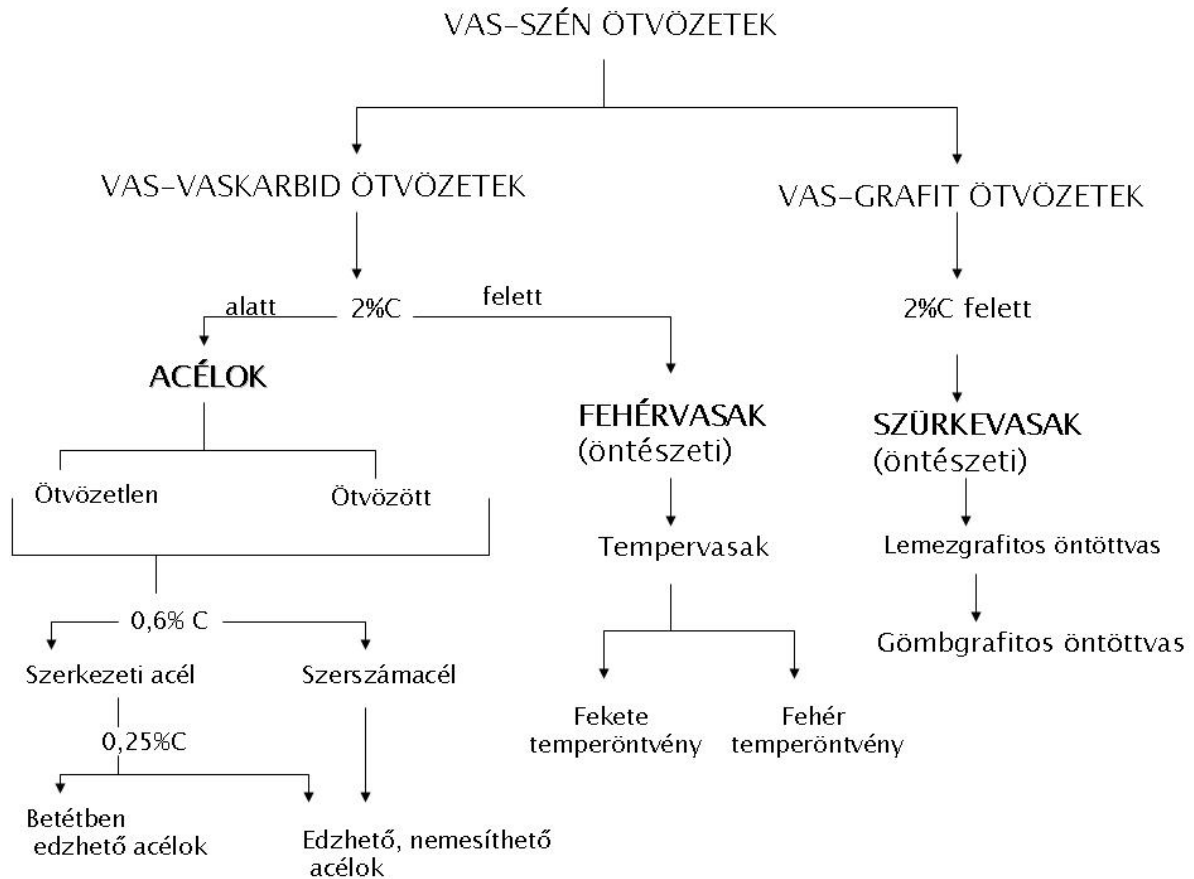 VAS-SZÉN ÖTVÖZETEK
VAS-VASKARBID ÖTVÖZETEK
VAS-GRAFIT ÖTVÖZETEK
alatt
2%C
felett
2%C felett
ACÉLOK
FEHÉRVASAK
(öntészeti)
SZÜRKEVASAK
(öntészeti)
Ötvözetlen
Ötvözött
Tempervasak
Lemezgrafitos öntöttvas
Gömbgrafitos öntöttvas
0,6% C
Szerkezeti acél
Szerszámacél
0,25%C
Fekete
temperöntvény
Fehér
temperöntvény
Betétben
edzhető acélok
Edzhető, nemesíthető
acélok